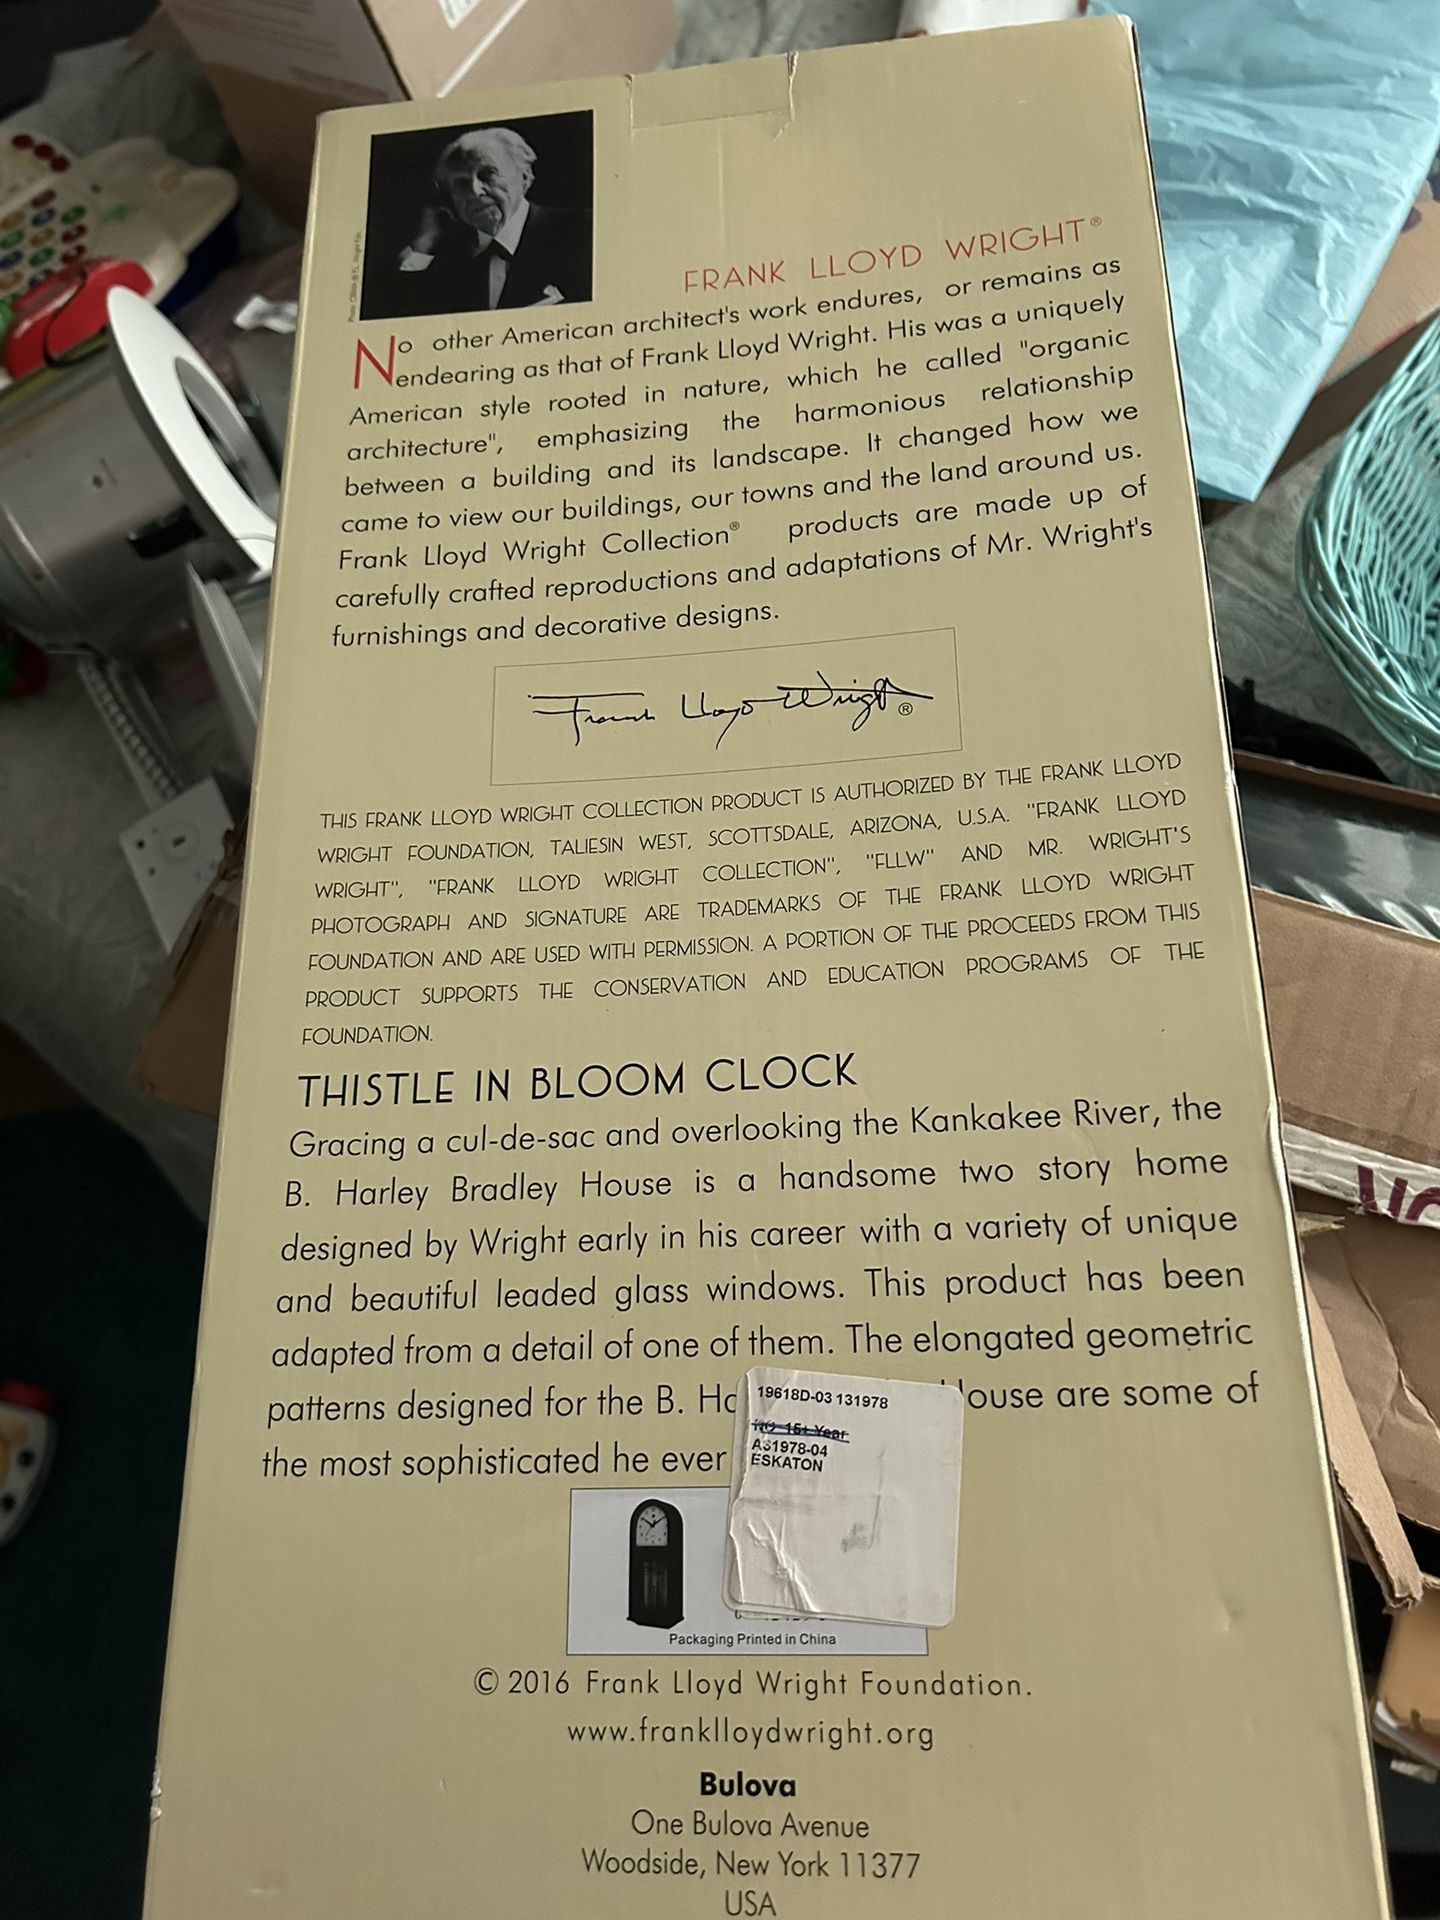 FRANK LLOYD WRIGHT®
No other American architect's work endures, or remains as
endearing as that of Frank Lloyd Wright. His was a uniquely
American style rooted in nature, which he called "organic
architecture", emphasizing the harmonious relationship
between a building and its landscape. It changed how we
came to view our buildings, our towns and the land around us.
Frank Lloyd Wright Collection® products are made up of
carefully crafted reproductions and adaptations of Mr. Wright's
furnishings and decorative designs.
Frank Lloyd Wright®
THIS FRANK LLOYD WRIGHT COLLECTION PRODUCT IS AUTHORIZED BY THE FRANK LLOYD
WRIGHT FOUNDATION, TALIESIN WEST, SCOTTSDALE, ARIZONA, U.S.A. "FRANK LLOYD
WRIGHT", "FRANK LLOYD WRIGHT COLLECTION", "FLLW" AND MR. WRIGHT'S
PHOTOGRAPH AND SIGNATURE ARE TRADEMARKS OF THE FRANK LLOYD WRIGHT
FOUNDATION AND ARE USED WITH PERMISSION. A PORTION OF THE PROCEEDS FROM THIS
PRODUCT SUPPORTS THE CONSERVATION AND EDUCATION PROGRAMS OF THE
FOUNDATION.
THISTLE IN BLOOM CLOCK
Gracing a cul-de-sac and overlooking the Kankakee River, the
B. Harley Bradley House is a handsome two story home
designed by Wright early in his career with a variety of unique
and beautiful leaded glass windows. This product has been
adapted from a detail of one of them. The elongated geometric
patterns designed for the B. Ha ouse are some of
the most sophisticated he ever
19618D-03 131978
15+ Year
A31978-04
ESKATON
Packaging Printed in China
© 2016 Frank Lloyd Wright Foundation.
www.franklloydwright.org
Bulova
One Bulova Avenue
Woodside, New York 11377
USA